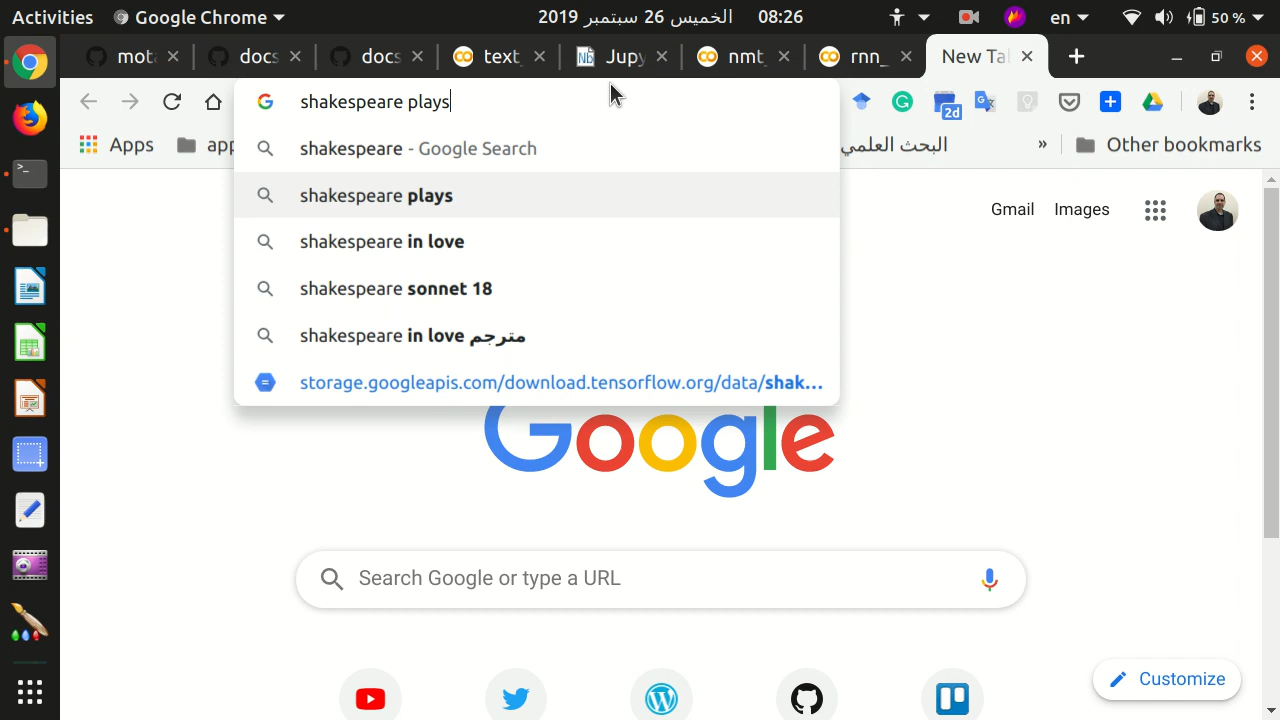 Activities Google Chrome الخميس 26 سبتمبر 2019 08:26 en 50 %
mot docs docs text_ Jupy nmt_ rnn_ New Ta
shakespeare plays 2d
Apps app البحث العلمي » Other bookmarks
shakespeare - Google Search
shakespeare plays
Gmail Images
shakespeare in love
shakespeare sonnet 18
shakespeare in love مترجم
storage.googleapis.com/download.tensorflow.org/data/shak...
Google
Search Google or type a URL
Customize